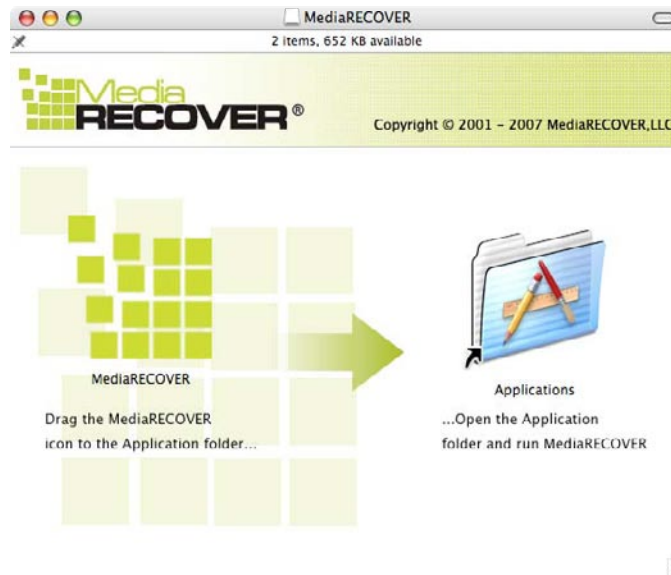 MediaRECOVER
2 items, 652 KB available
Media
RECOVER®
Copyright © 2001 – 2007 MediaRECOVER,LLC
MediaRECOVER
Drag the MediaRECOVER
icon to the Application folder...
Applications
...Open the Application
folder and run MediaRECOVER